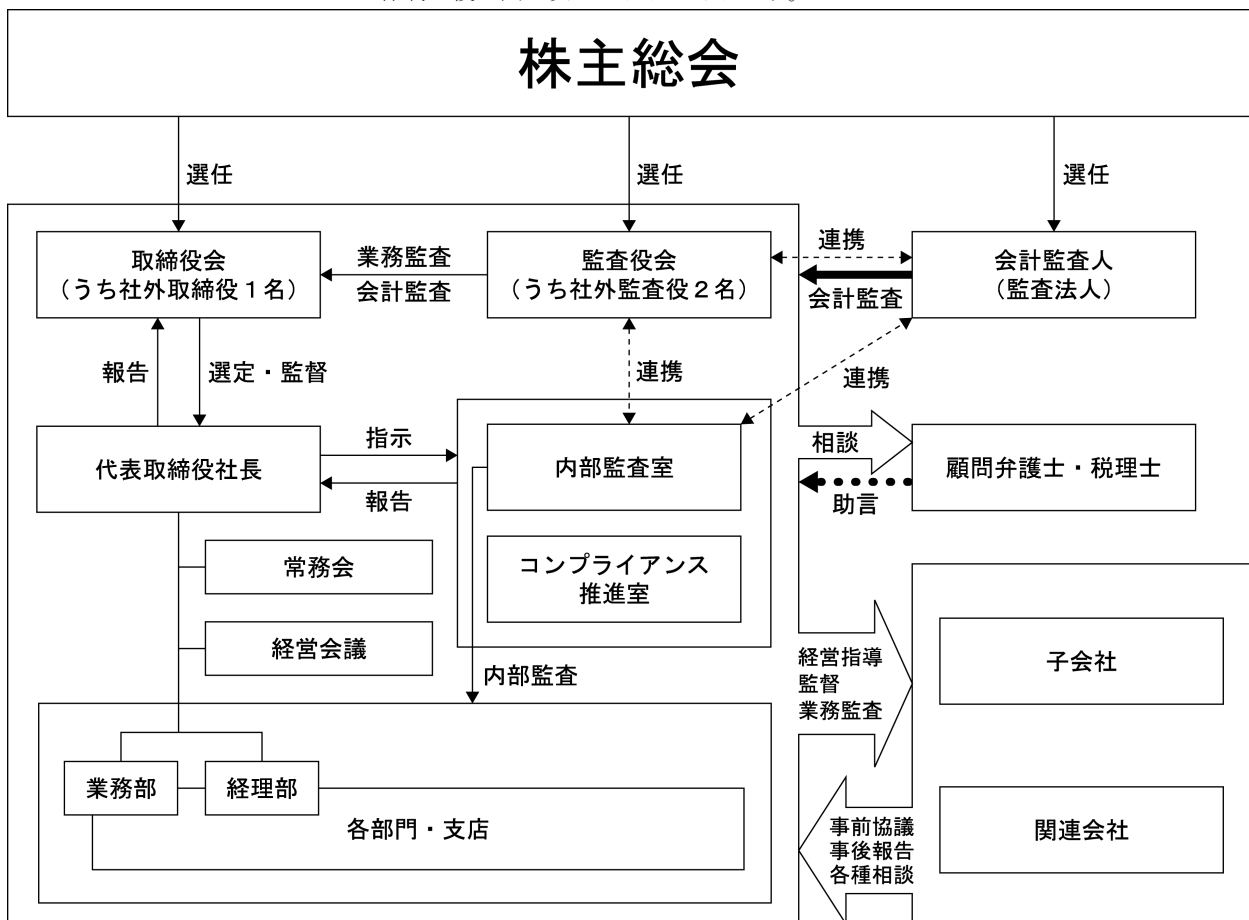 株主総会
選任
選任
選任
取締役会
（うち社外取締役１名）
業務監査
会計監査
監査役会
（うち社外監査役２名）
連携
会計監査
会計監査人
（監査法人）
報告
選定・監督
連携
連携
代表取締役社長
指示
報告
内部監査室
相談
助言
顧問弁護士・税理士
コンプライアンス
推進室
常務会
経営会議
内部監査
経営指導
監督
業務監査
子会社
業務部
経理部
各部門・支店
事前協議
事後報告
各種相談
関連会社